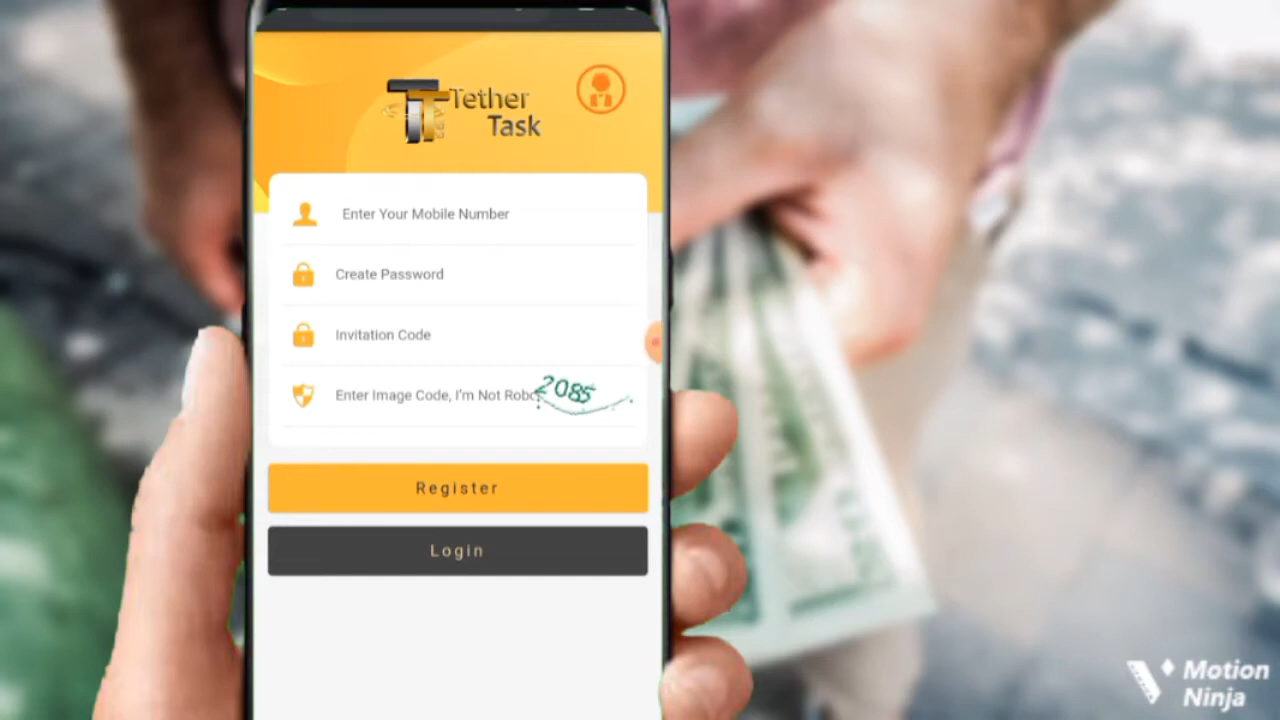 Tether
Task
Enter Your Mobile Number
Create Password
Invitation Code
Enter Image Code, I'm Not Robo
2085
Register
Login
Motion
Ninja